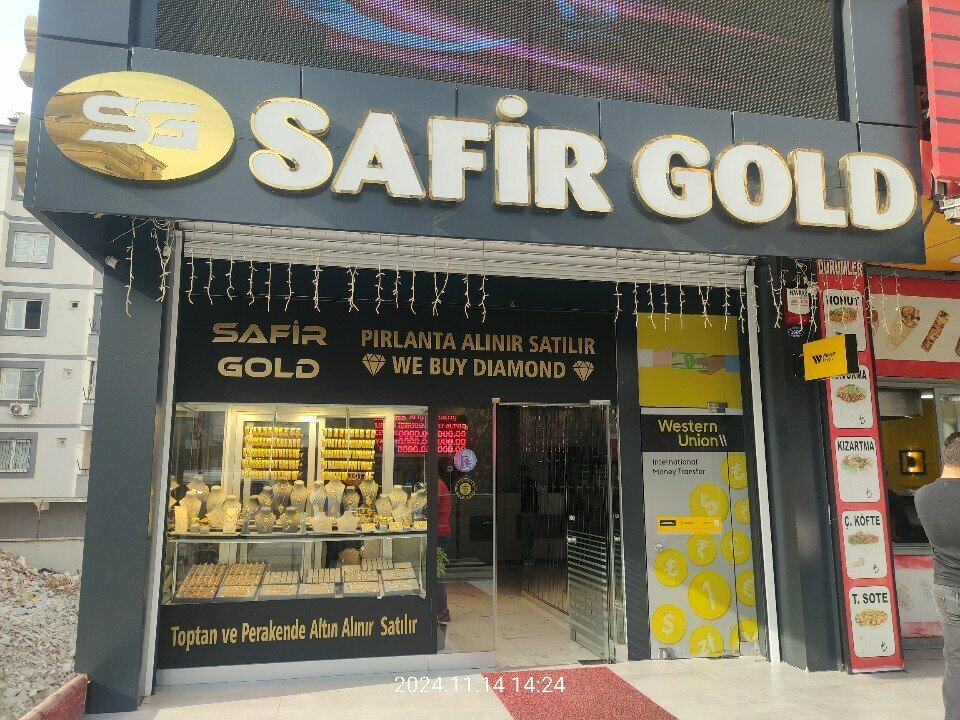 SG SAFİR GOLD
SAFİR
GOLD
PIRLANTA ALINIR SATILIR
WE BUY DIAMOND
Western
Union
International
Money Transfer
Toptan ve Perakende Altın Alınır Satılır
DÜRÜMLER
NOHUT
KIZARTMA
Ç. KÖFTE
T. SOTE
2024.11.14 14:24